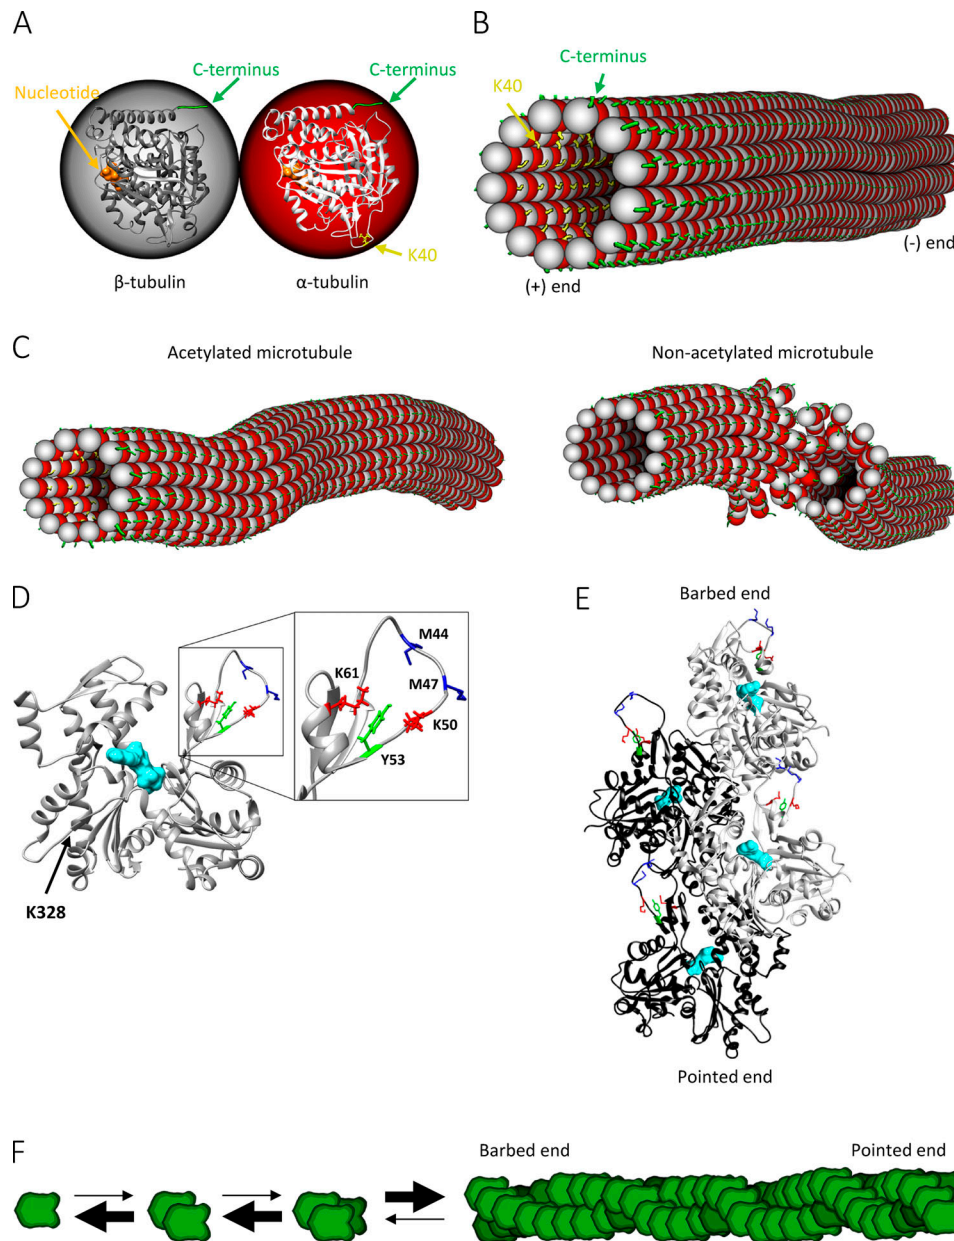 A
C-terminus
C-terminus
Nucleotide
K40
β-tubulin
α-tubulin
B
C-terminus
K40
(-) end
(+) end
C
Acetylated microtubule
Non-acetylated microtubule
D
M44
K61
M47
K50
Y53
K328
E
Barbed end
Pointed end
F
Barbed end
Pointed end